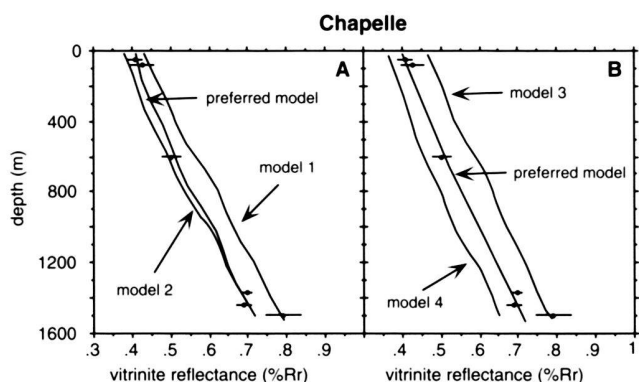 Chapelle
0
400
800
1200
1600
depth (m)
A
preferred model
model 1
model 2
.3 .4 .5 .6 .7 .8 .9 1
vitrinite reflectance (%Rr)
B
model 3
preferred model
model 4
.4 .5 .6 .7 .8 .9 1
vitrinite reflectance (%Rr)